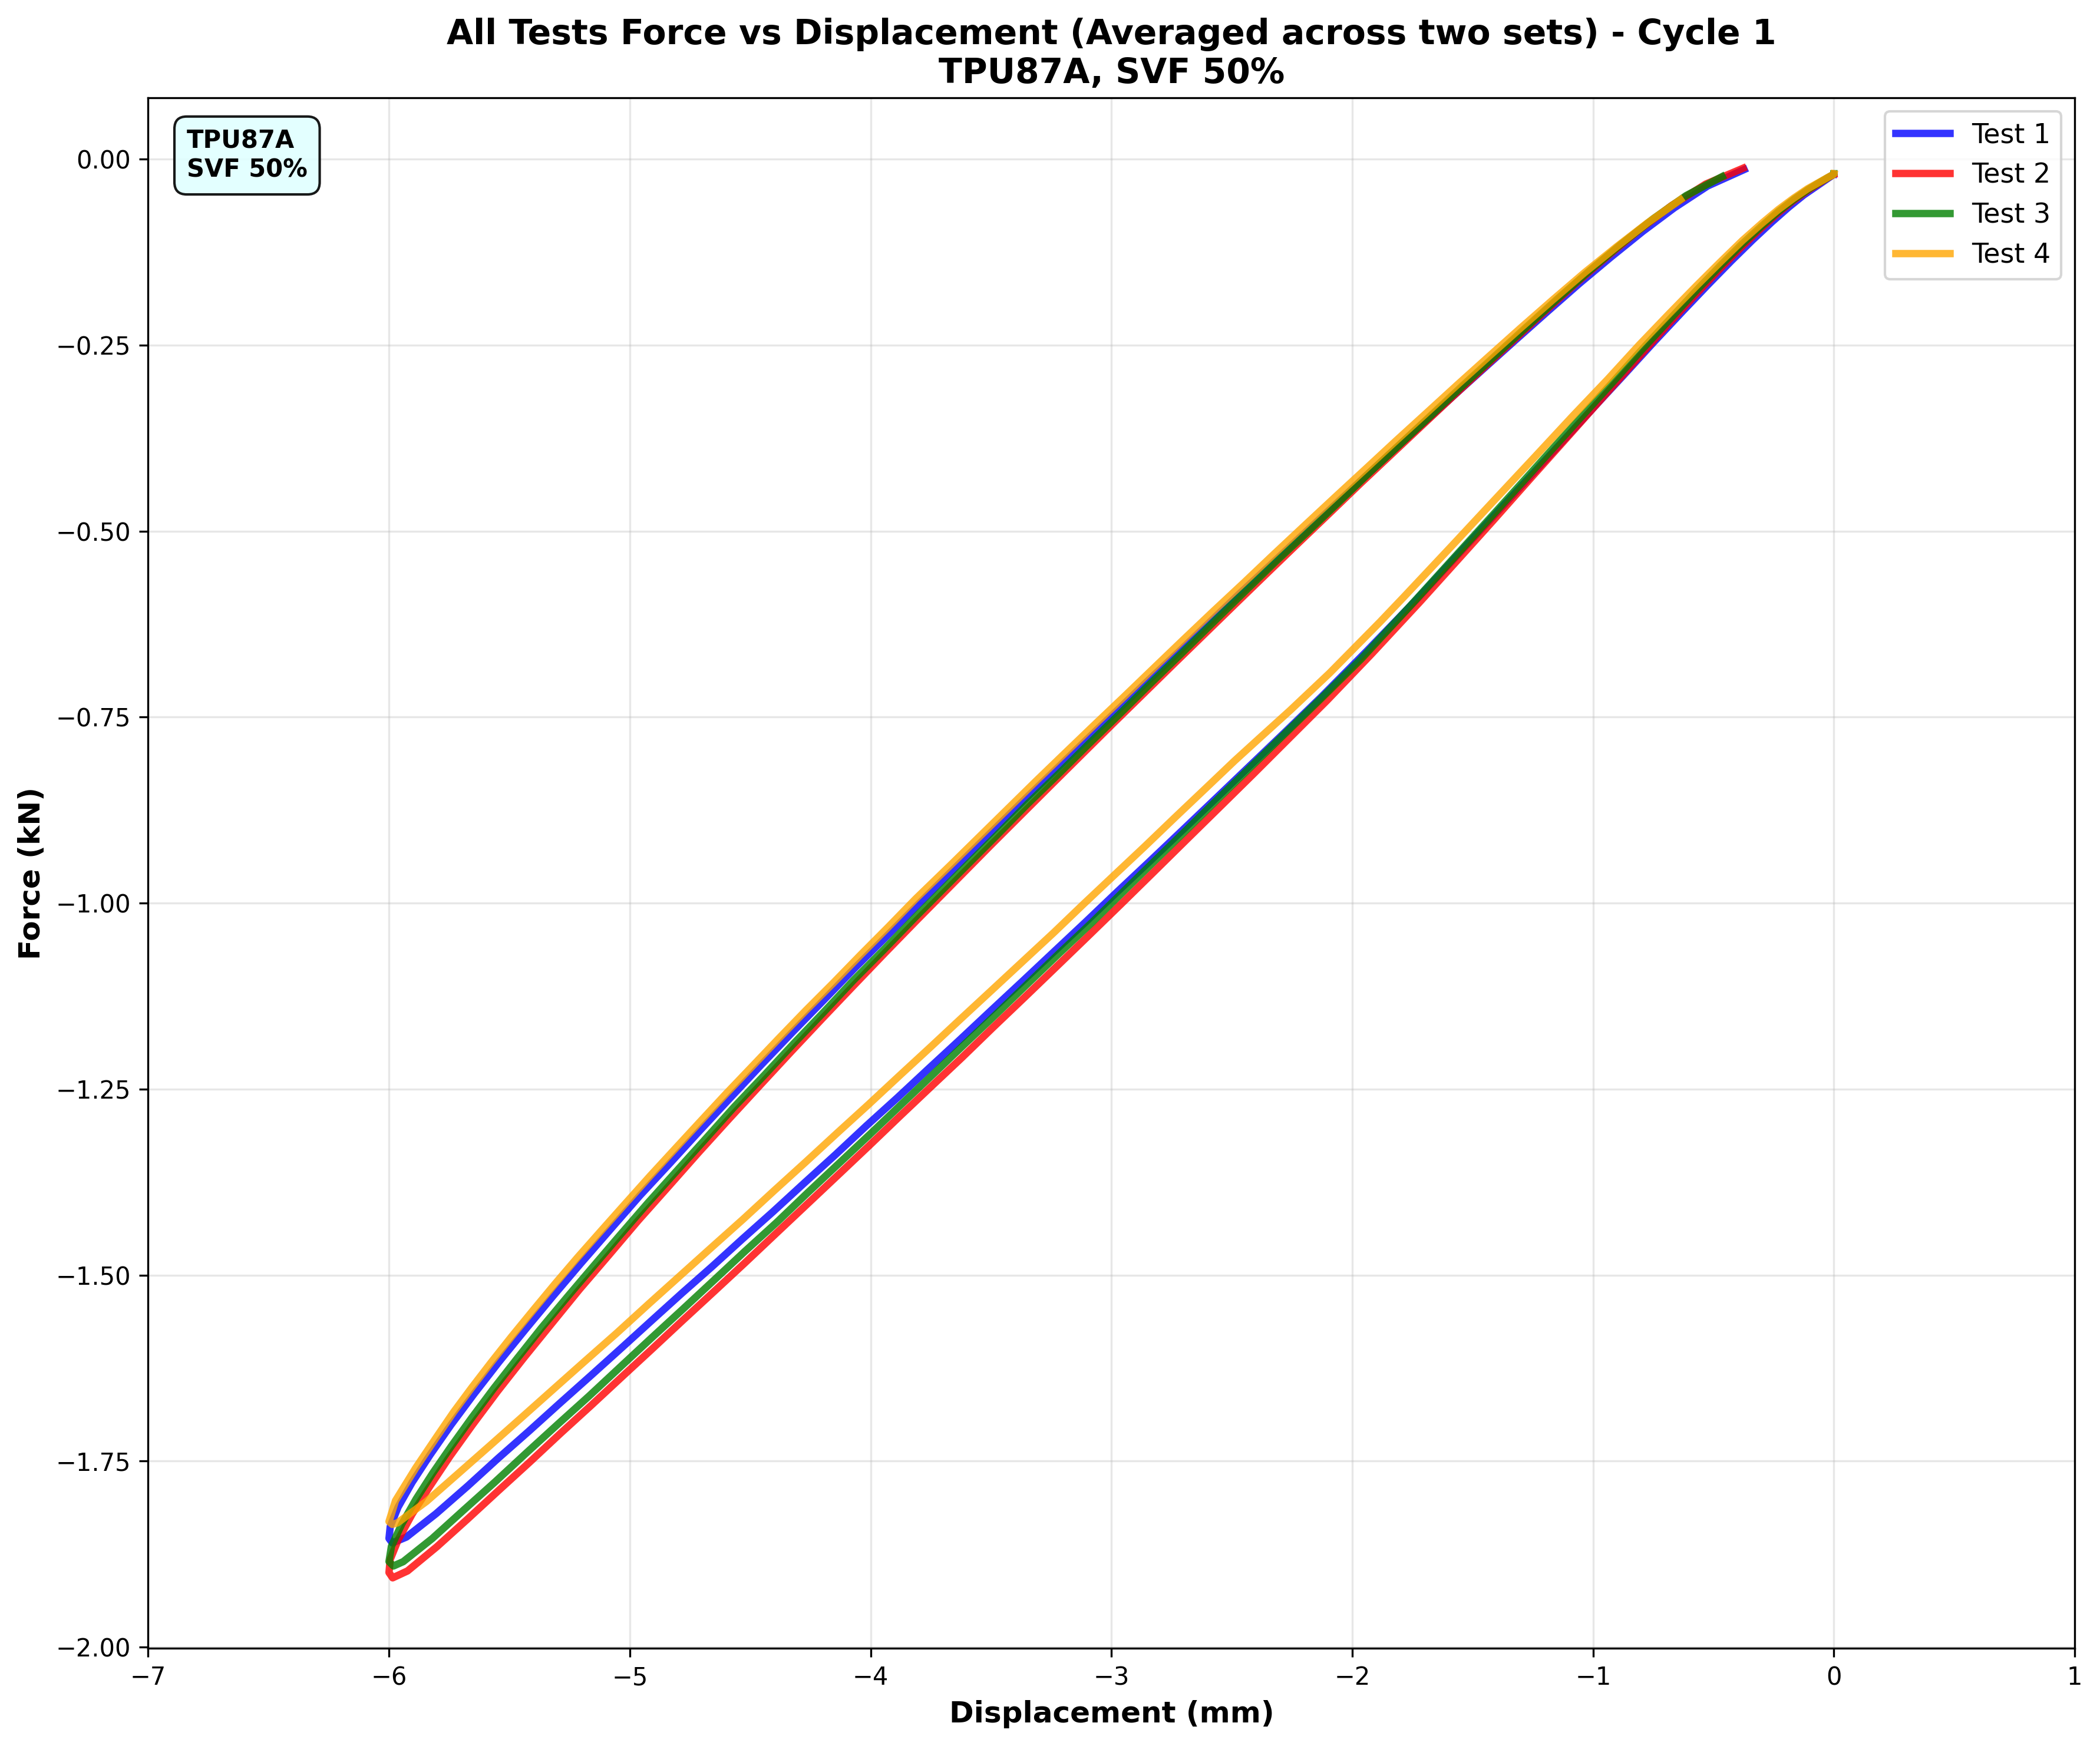 All Tests Force vs Displacement (Averaged across two sets) - Cycle 1
TPU87A, SVF 50%
TPU87A
SVF 50%
Test 1
Test 2
Test 3
Test 4
0.00
−0.25
−0.50
−0.75
−1.00
−1.25
−1.50
−1.75
−2.00
Force (kN)
−7 −6 −5 −4 −3 −2 −1 0 1
Displacement (mm)